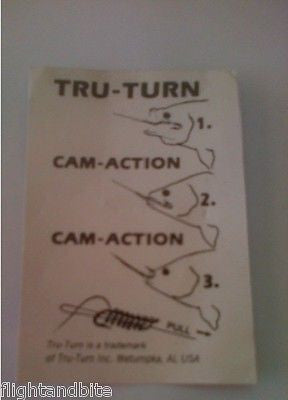 TRU-TURN
1.
CAM-ACTION
2.
CAM-ACTION
3.
PULL
Tru-Turn is a trademark
of Tru-Turn Inc. Wetumpka, AL USA
flightandbite